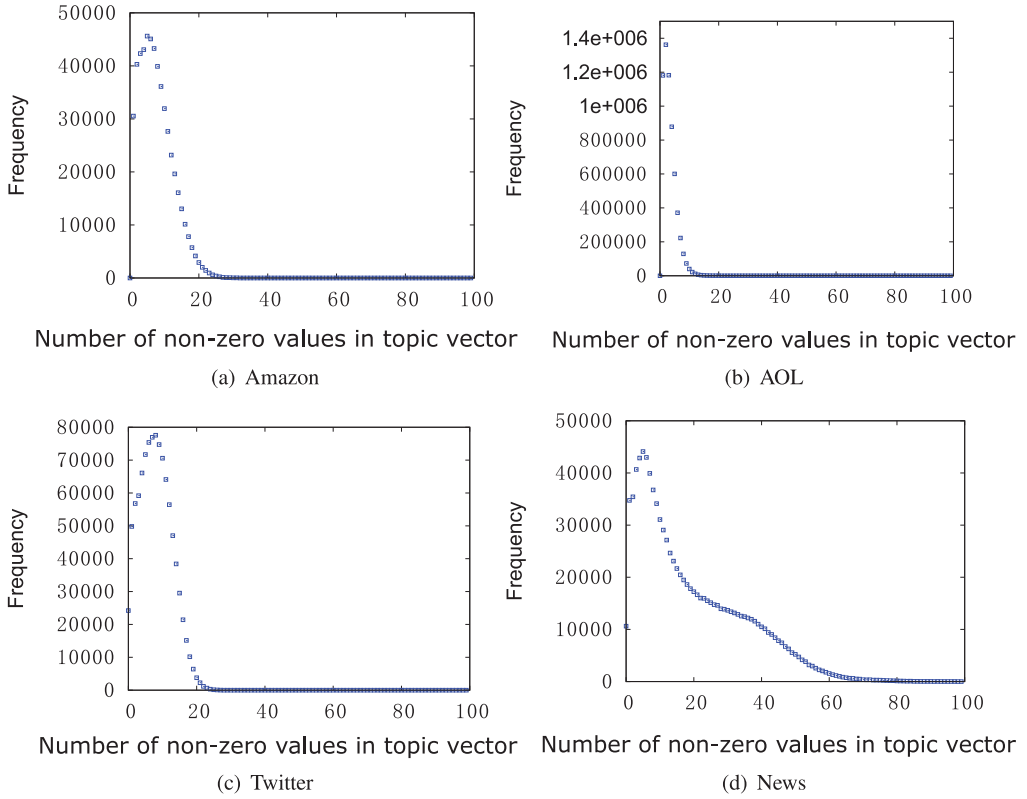 50000
40000
30000
20000
10000
0
0 20 40 60 80 100
Frequency
Number of non-zero values in topic vector
(a) Amazon
1.4e+006
1.2e+006
1e+006
800000
600000
400000
200000
0
0 20 40 60 80 100
Frequency
Number of non-zero values in topic vector
(b) AOL
80000
70000
60000
50000
40000
30000
20000
10000
0
0 20 40 60 80 100
Frequency
Number of non-zero values in topic vector
(c) Twitter
50000
40000
30000
20000
10000
0
0 20 40 60 80 100
Frequency
Number of non-zero values in topic vector
(d) News